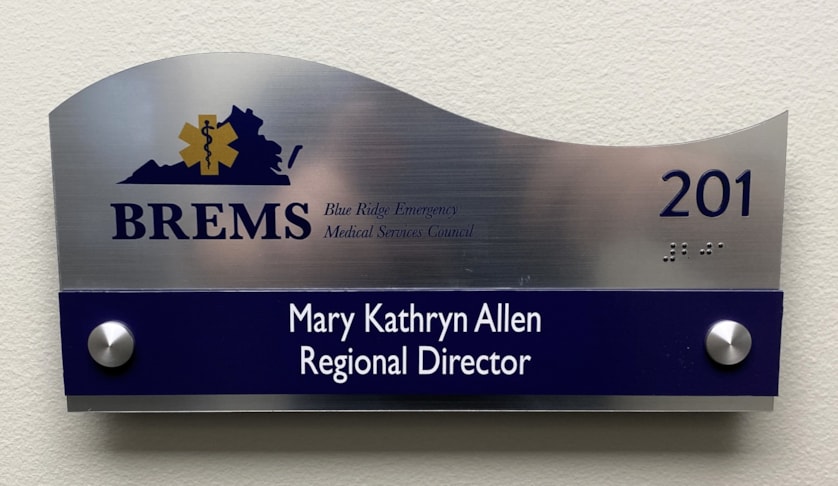 BREMS
Blue Ridge Emergency
Medical Services Council
201
⠼⠃⠚⠁
Mary Kathryn Allen
Regional Director